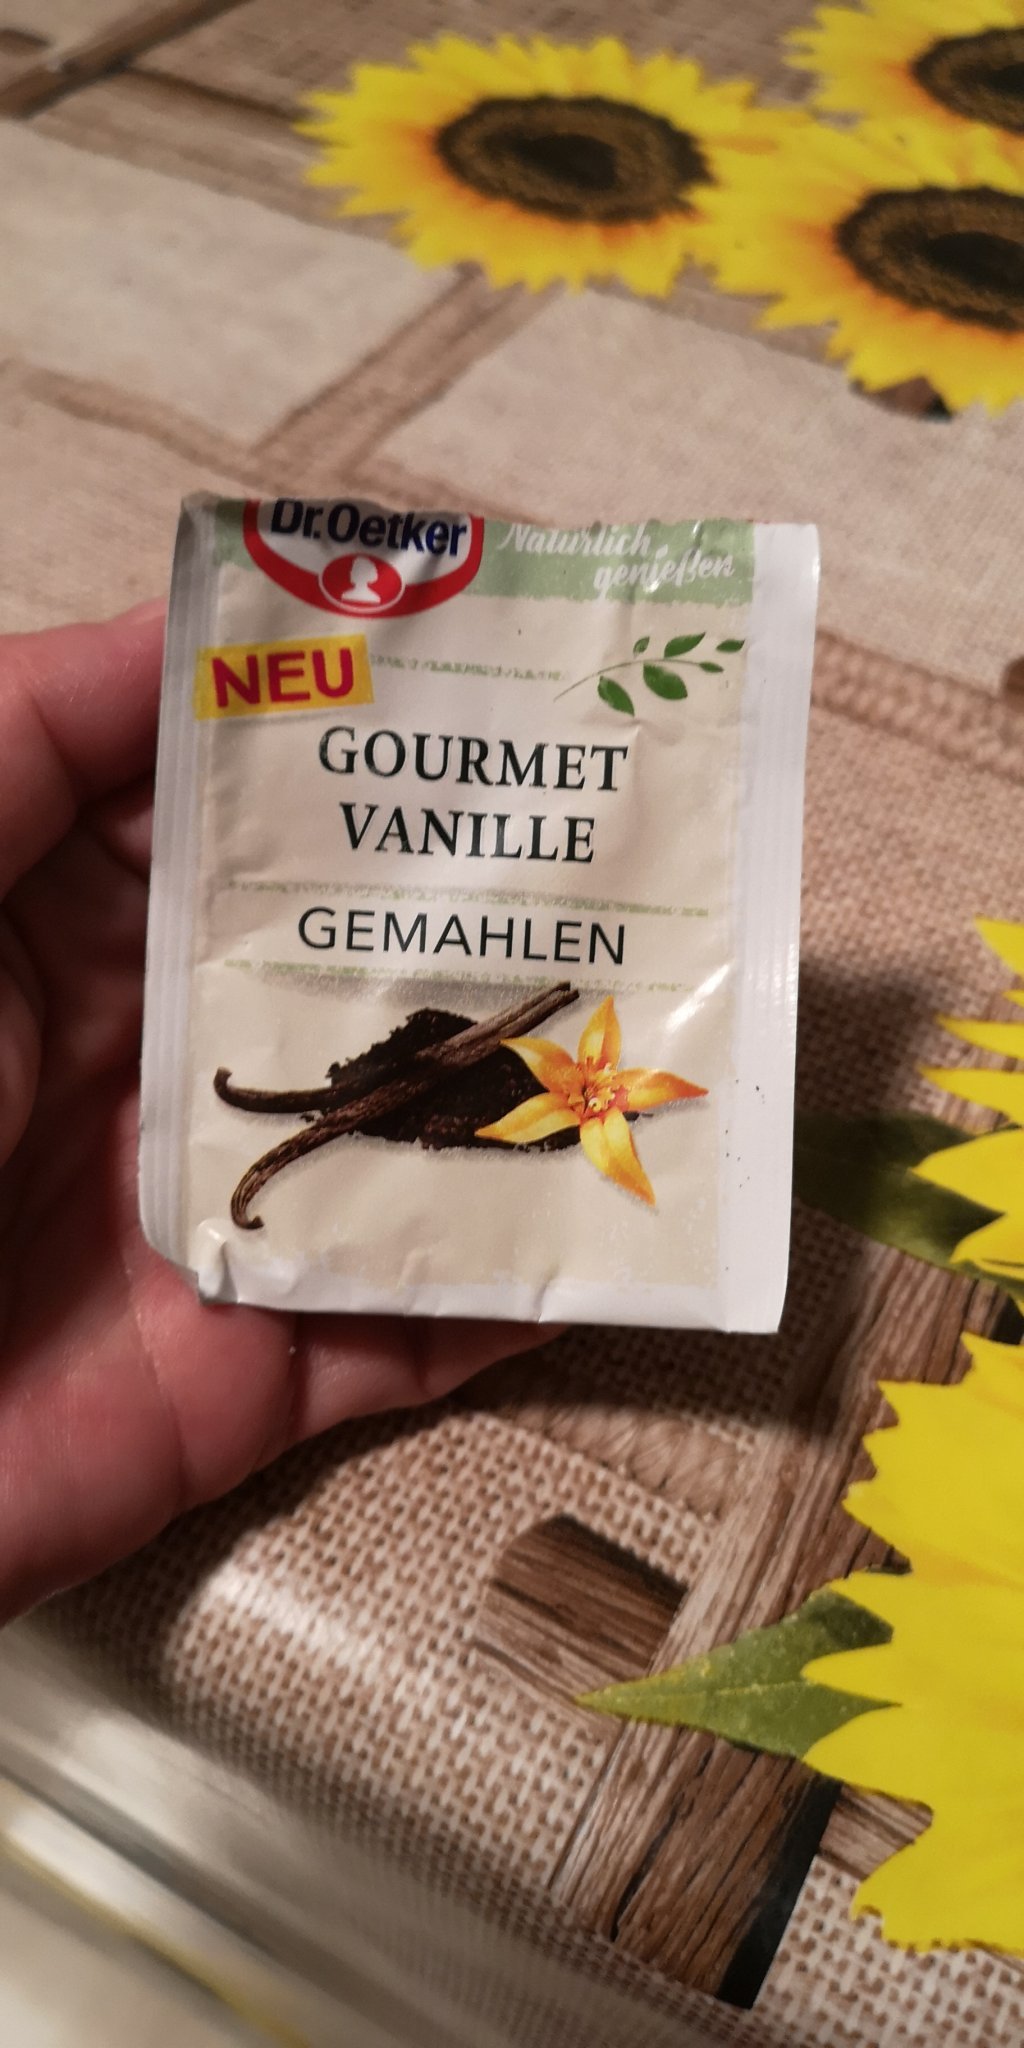 Dr.Oetker
Natürlich
genießen
NEU
GOURMET
VANILLE
GEMAHLEN